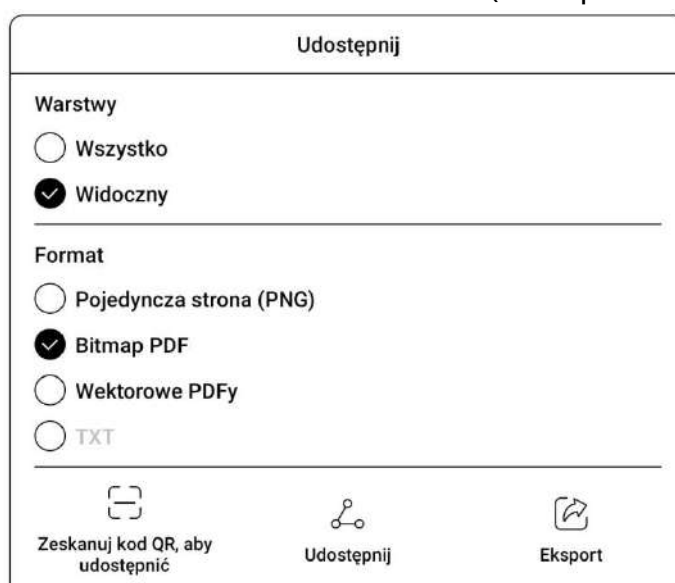 Udostępnij
Warstwy
Wszystko
Widoczny
Format
Pojedyncza strona (PNG)
Bitmap PDF
Wektorowe PDFy
TXT
Zeskanuj kod QR, aby
udostępnić
Udostępnij
Eksport